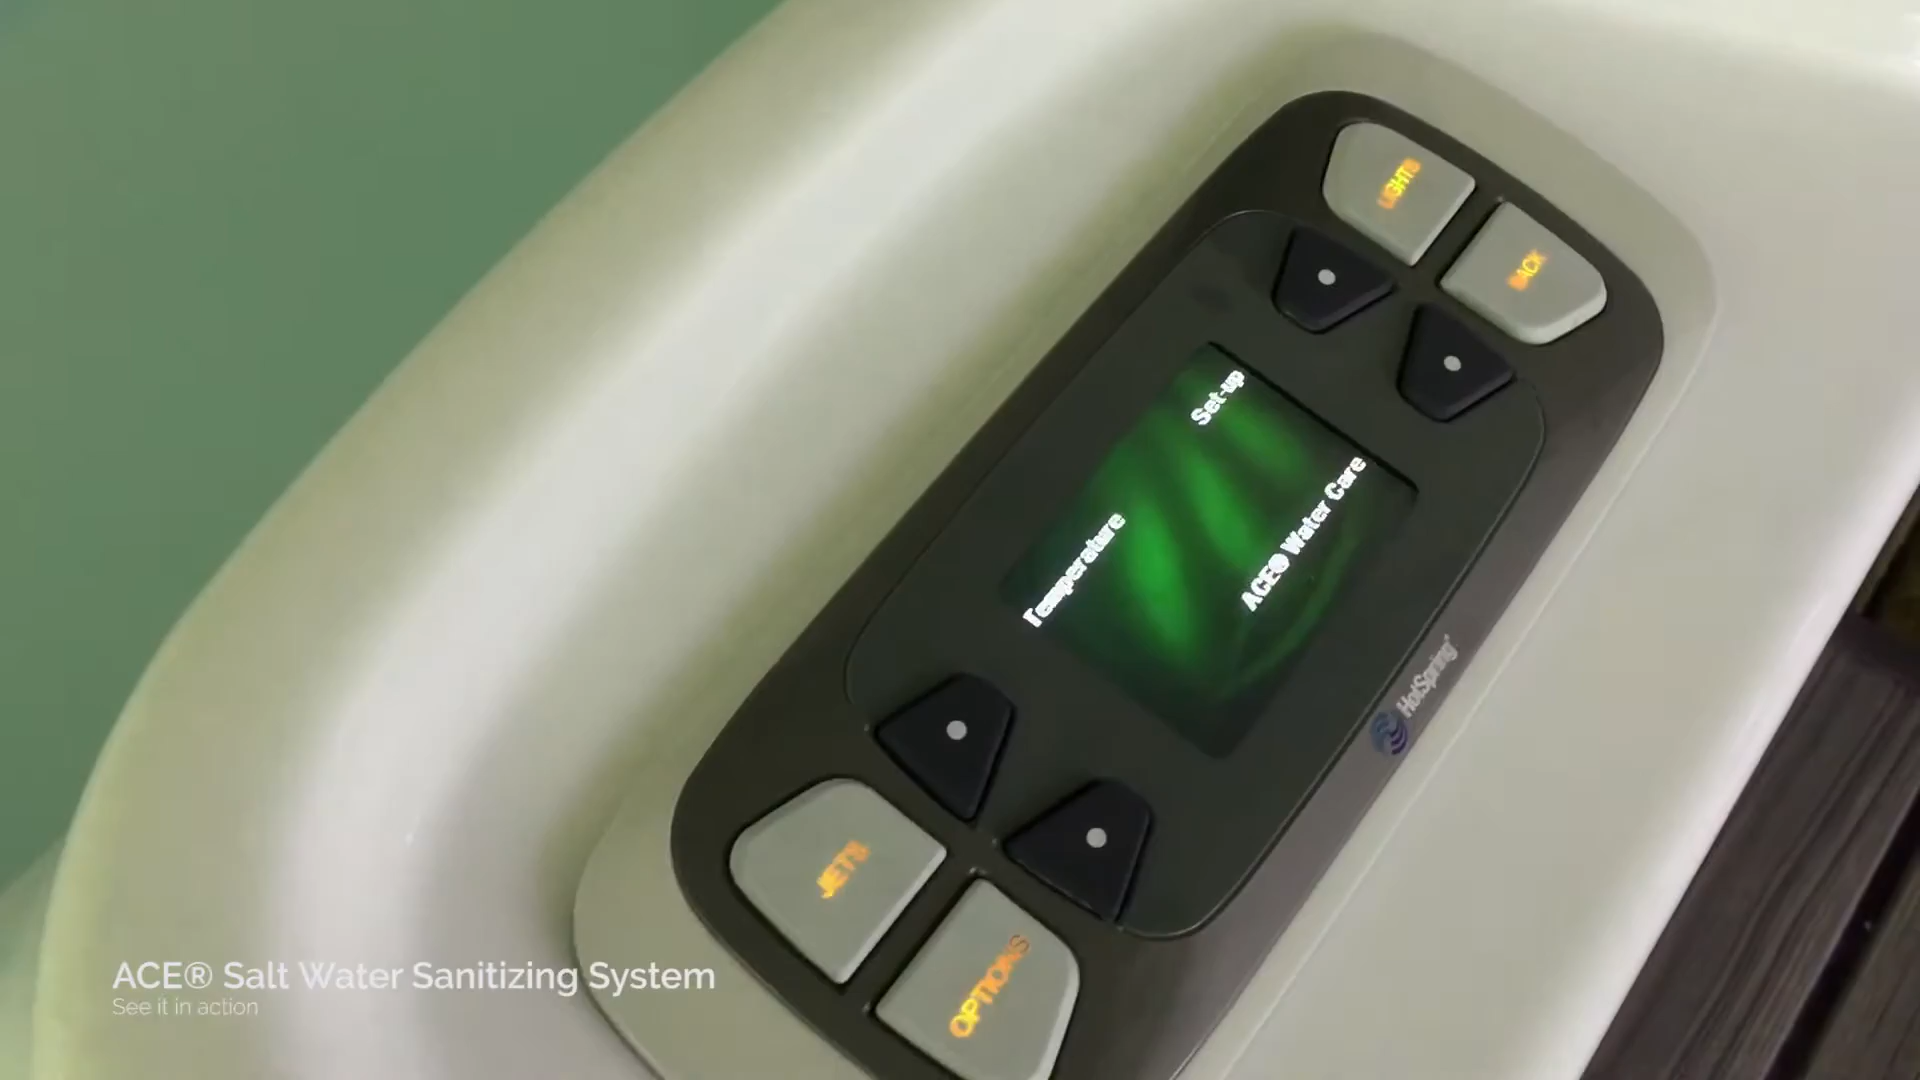 LIGHTS
BACK
Set-up
Temperature
ACE® Water Care
HotSpring®
JETS
OPTIONS
ACE® Salt Water Sanitizing System
See it in action